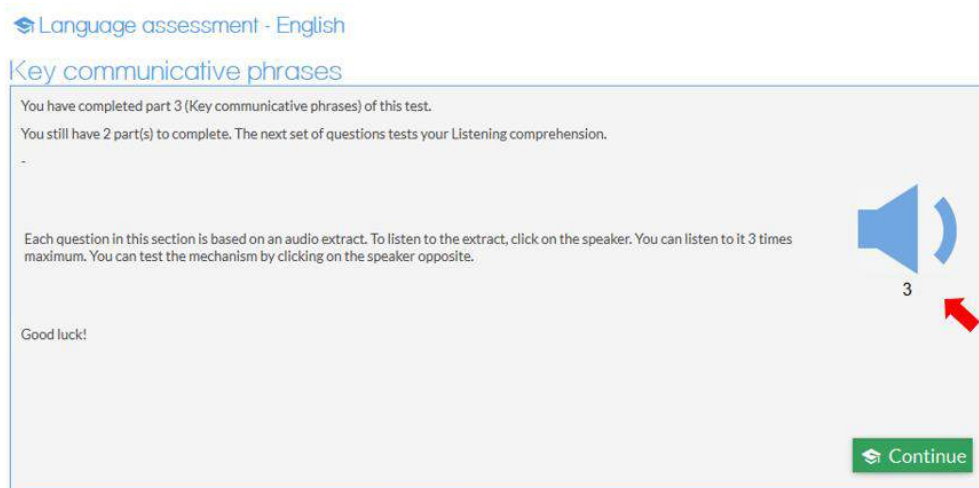 Language assessment - English
Key communicative phrases
You have completed part 3 (Key communicative phrases) of this test.
You still have 2 part(s) to complete. The next set of questions tests your Listening comprehension.
-
Each question in this section is based on an audio extract. To listen to the extract, click on the speaker. You can listen to it 3 times
maximum. You can test the mechanism by clicking on the speaker opposite.
3
Good luck!
Continue